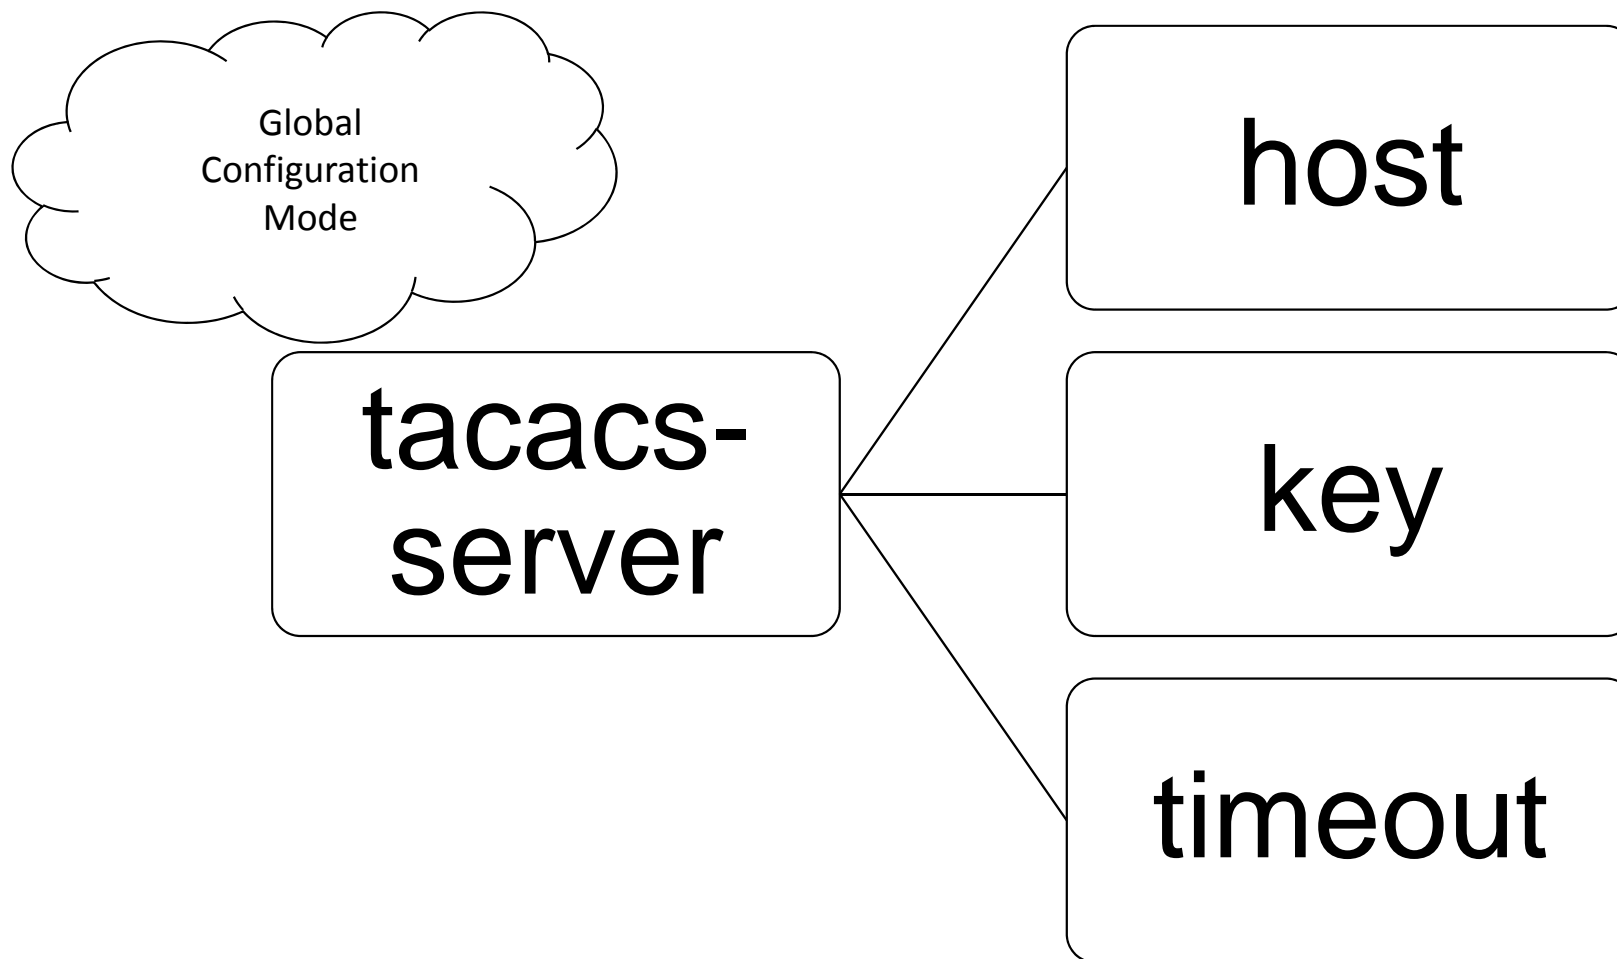 Global
Configuration
Mode
tacacs-
server
host
key
timeout